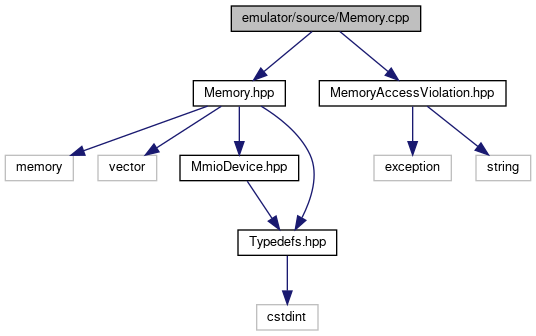 emulator/source/Memory.cpp
Memory.hpp
MemoryAccessViolation.hpp
memory
vector
MmioDevice.hpp
exception
string
Typedefs.hpp
cstdint